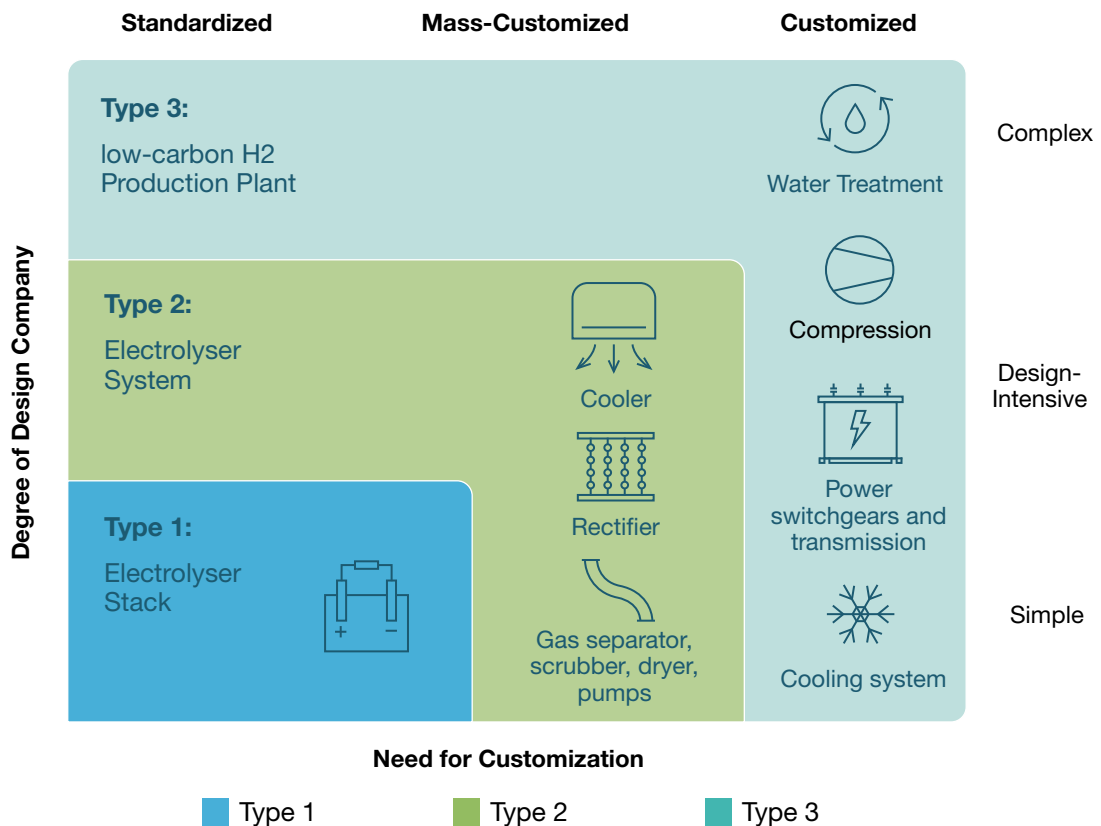 Standardized
Mass-Customized
Customized
Type 3:
low-carbon H2
Production Plant
Water Treatment
Complex
Compression
Type 2:
Electrolyser
System
Cooler
Design-
Intensive
Rectifier
Power
switchgears and
transmission
Type 1:
Electrolyser
Stack
+ −
Gas separator,
scrubber, dryer,
pumps
Cooling system
Simple
Degree of Design Company
Need for Customization
Type 1
Type 2
Type 3